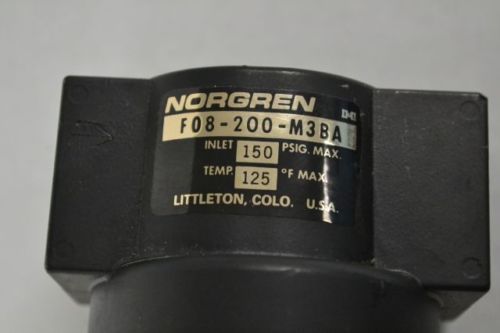 NORGREN
F08-200-M3BA
INLET 150 PSIG. MAX.
TEMP. 125 °F MAX.
LITTLETON, COLO. U.S.A.